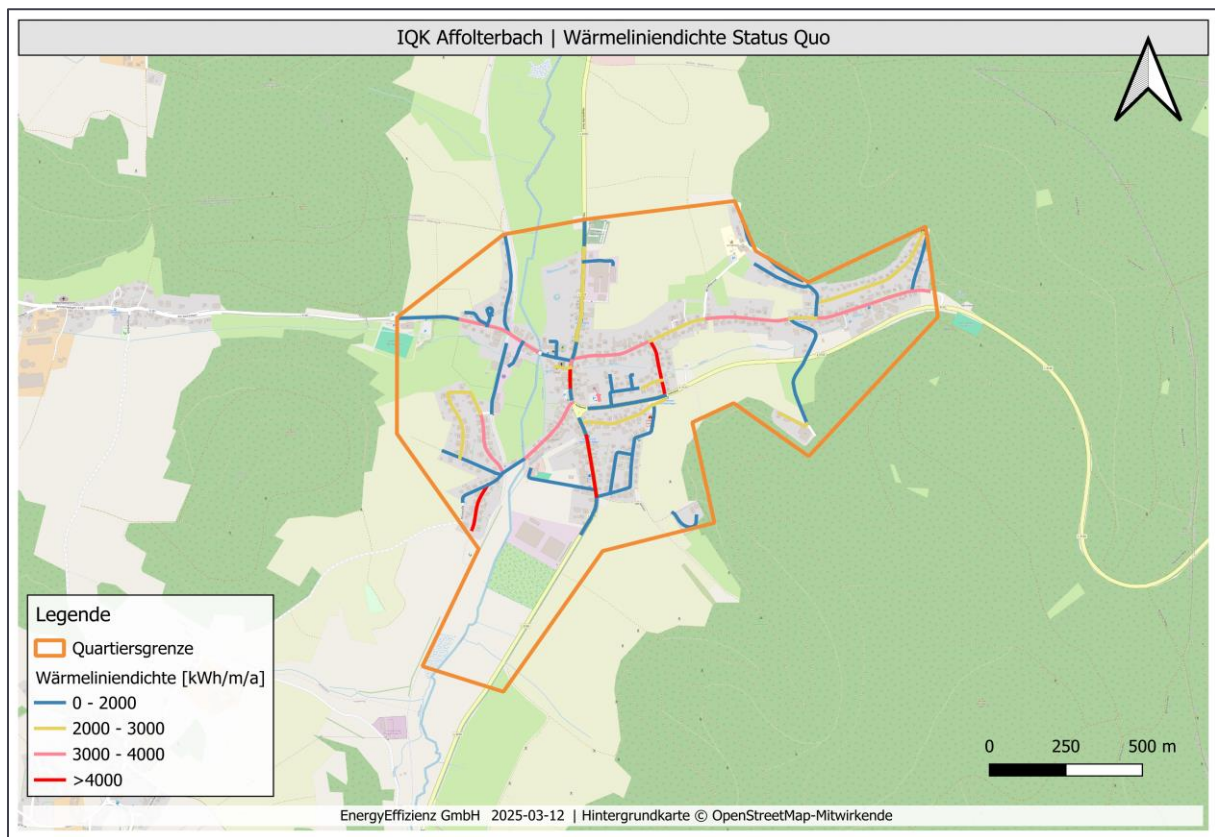 IQK Affolterbach | Wärmeliniendichte Status Quo
Legende
Quartiersgrenze
Wärmeliniendichte [kWh/m/a]
0 - 2000
2000 - 3000
3000 - 4000
>4000
0 250 500 m
EnergyEffizienz GmbH 2025-03-12 | Hintergrundkarte © OpenStreetMap-Mitwirkende